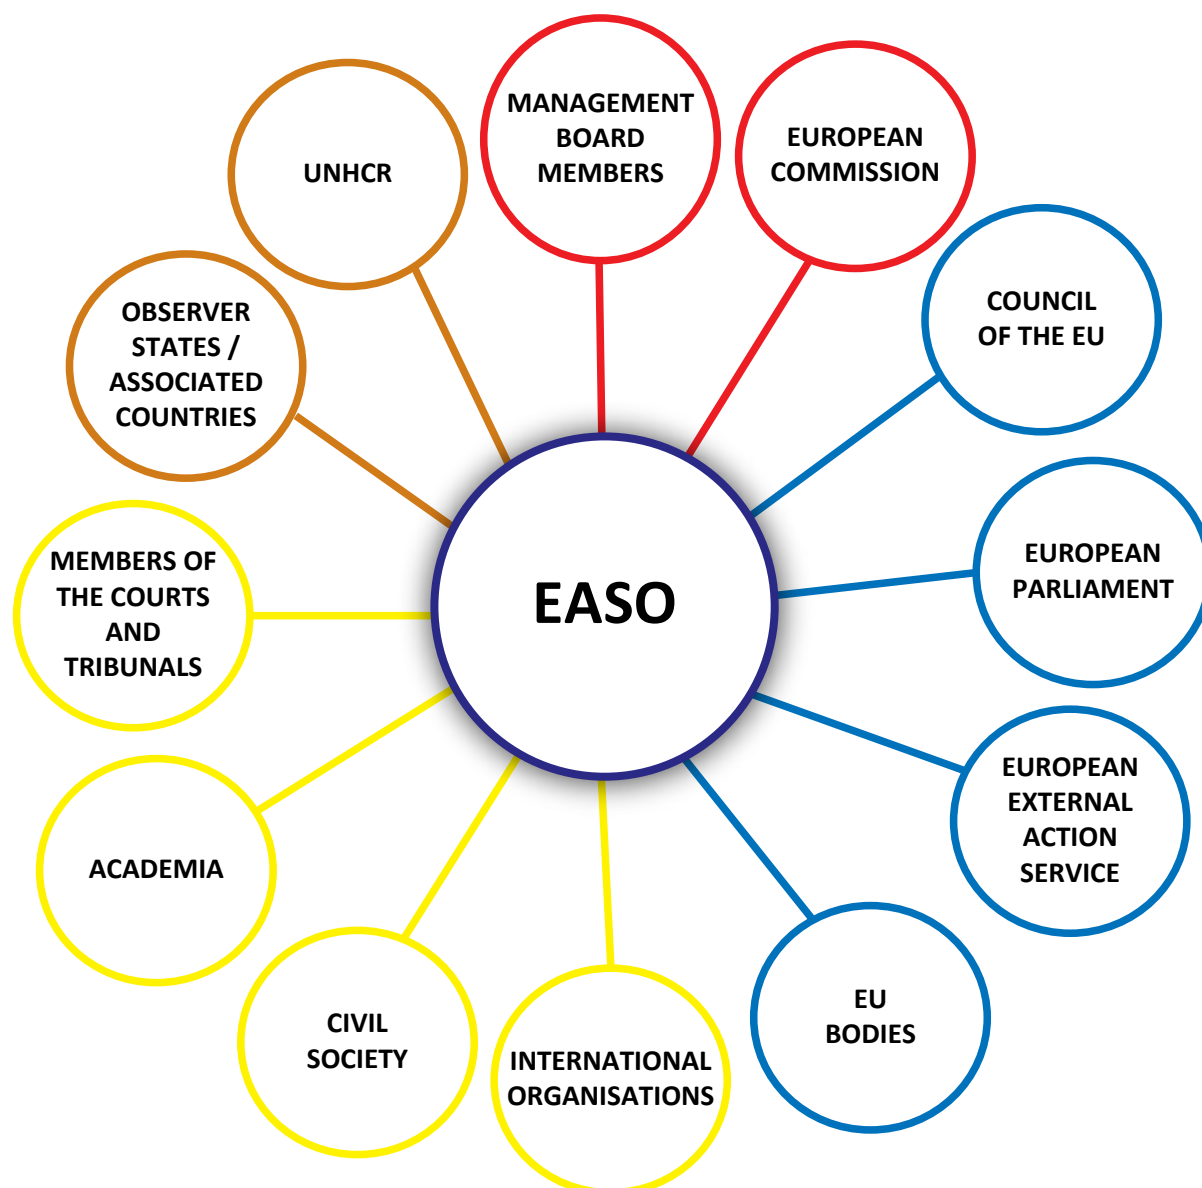 MANAGEMENT
BOARD
MEMBERS
EUROPEAN
COMMISSION
UNHCR
COUNCIL
OF THE EU
OBSERVER
STATES /
ASSOCIATED
COUNTRIES
EUROPEAN
PARLIAMENT
MEMBERS OF
THE COURTS
AND
TRIBUNALS
EASO
EUROPEAN
EXTERNAL
ACTION
SERVICE
ACADEMIA
EU
BODIES
CIVIL
SOCIETY
INTERNATIONAL
ORGANISATIONS